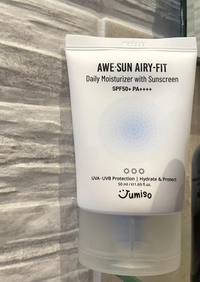 AWE·SUN AIRY-FIT
Daily Moisturizer with Sunscreen
SPF50+ PA++++
UVA · UVB Protection | Hydrate & Protect
50 ml / 1.69 fl. oz.
Jumiso